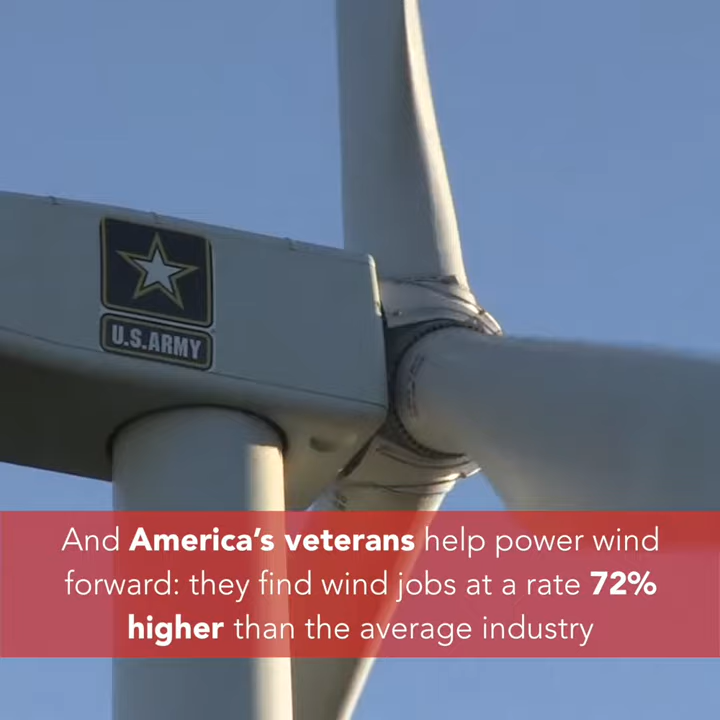 U.S.ARMY
And America's veterans help power wind
forward: they find wind jobs at a rate 72%
higher than the average industry